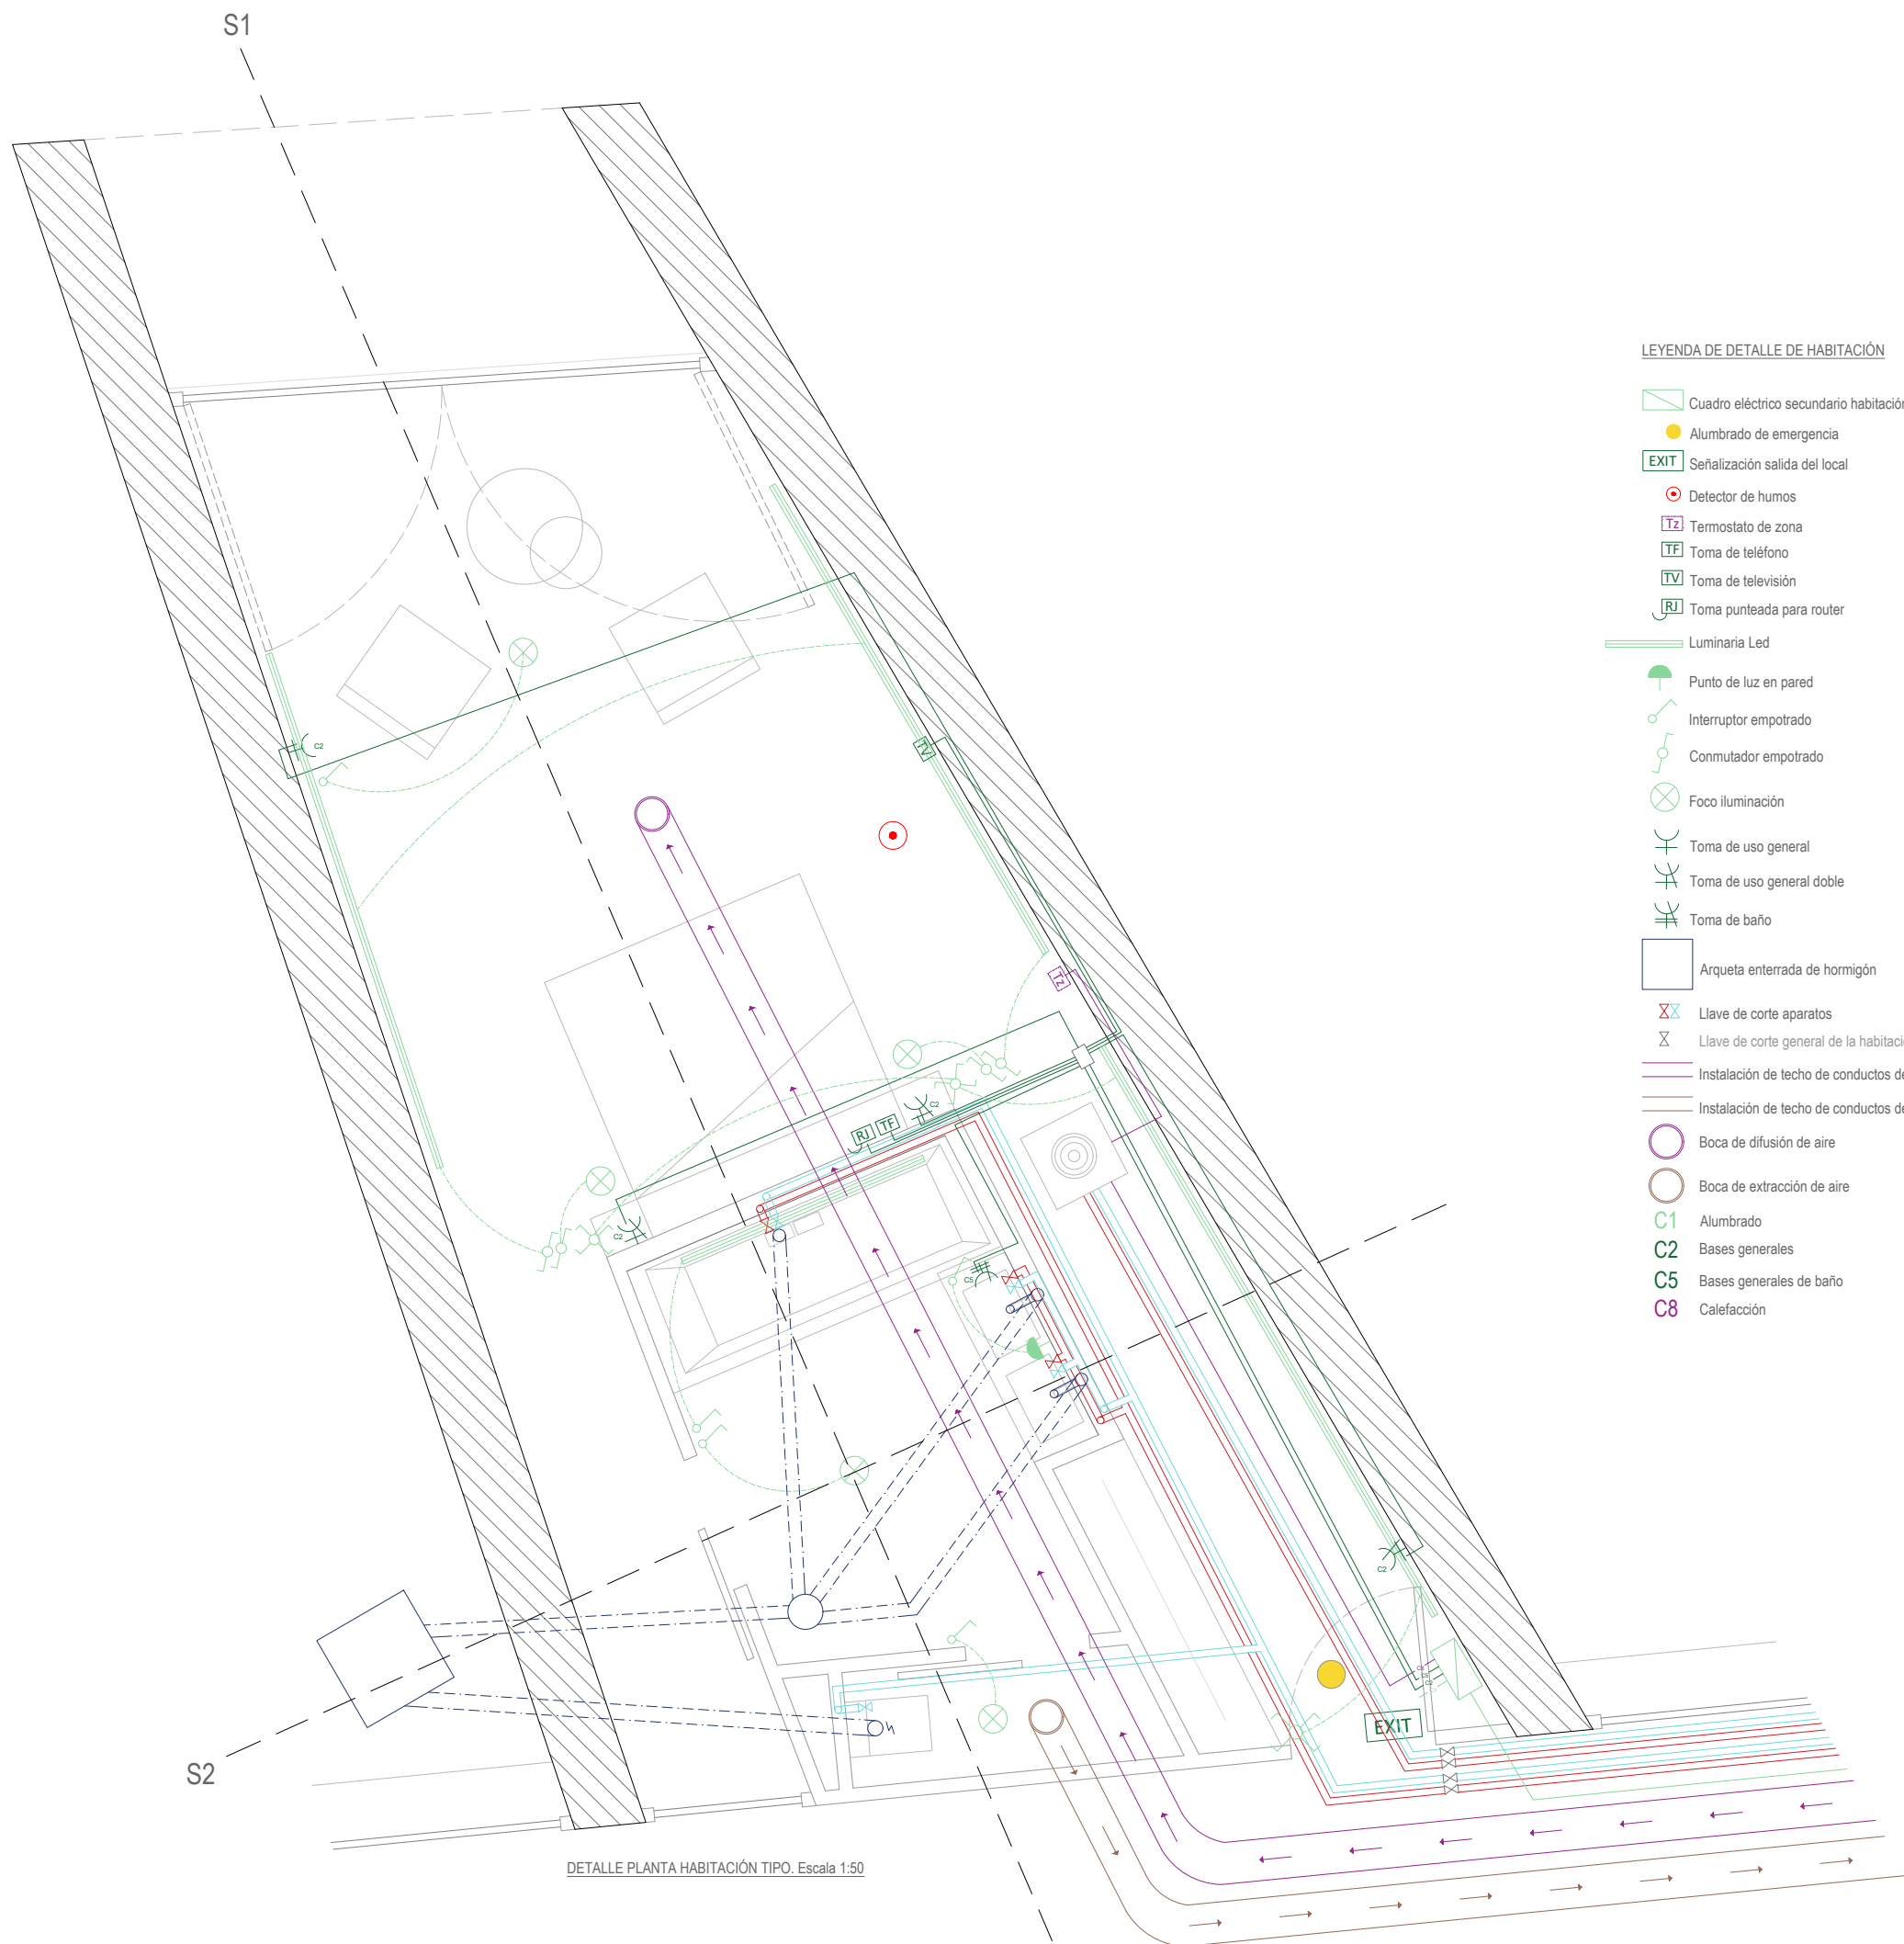 S1
LEYENDA DE DETALLE DE HABITACIÓN
Cuadro eléctrico secundario habitación
Alumbrado de emergencia
EXIT Señalización salida del local
Detector de humos
Tz Termostato de zona
TF Toma de teléfono
TV Toma de televisión
RJ Toma punteada para router
Luminaria Led
Punto de luz en pared
Interruptor empotrado
Conmutador empotrado
Foco iluminación
Toma de uso general
Toma de uso general doble
Toma de baño
Arqueta enterrada de hormigón
Llave de corte aparatos
Llave de corte general de la
Instalación de techo de conductos
Instalación de techo de conductos
Boca de difusión de aire
Boca de extracción de aire
C1 Alumbrado
C2 Bases generales
C5 Bases generales de baño
C8 Calefacción
C2
TV
Tz
C2
RJ TF
C2
C5
C2
EXIT
S2
DETALLE PLANTA HABITACIÓN TIPO. Escala 1:50